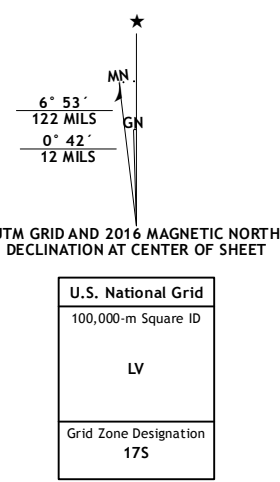 ★
MN
6° 53´
122 MILS
GN
0° 42´
12 MILS
UTM GRID AND 2016 MAGNETIC NORTH
DECLINATION AT CENTER OF SHEET
U.S. National Grid
100,000-m Square ID
LV
Grid Zone Designation
17S